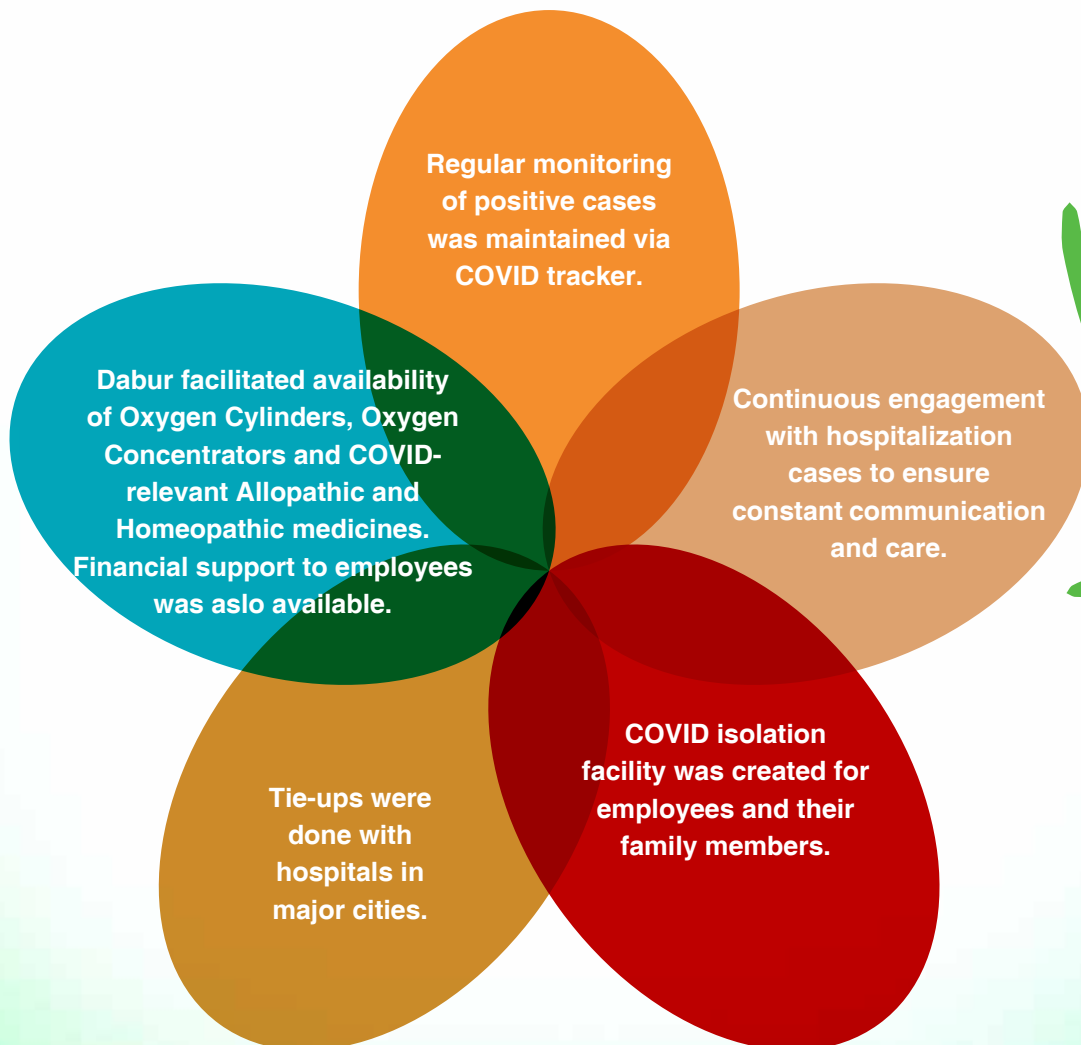 Regular monitoring
of positive cases
was maintained via
COVID tracker.
Dabur facilitated availability
of Oxygen Cylinders, Oxygen
Concentrators and COVID-
relevant Allopathic and
Homeopathic medicines.
Financial support to employees
was aslo available.
Continuous engagement
with hospitalization
cases to ensure
constant communication
and care.
Tie-ups were
done with
hospitals in
major cities.
COVID isolation
facility was created for
employees and their
family members.